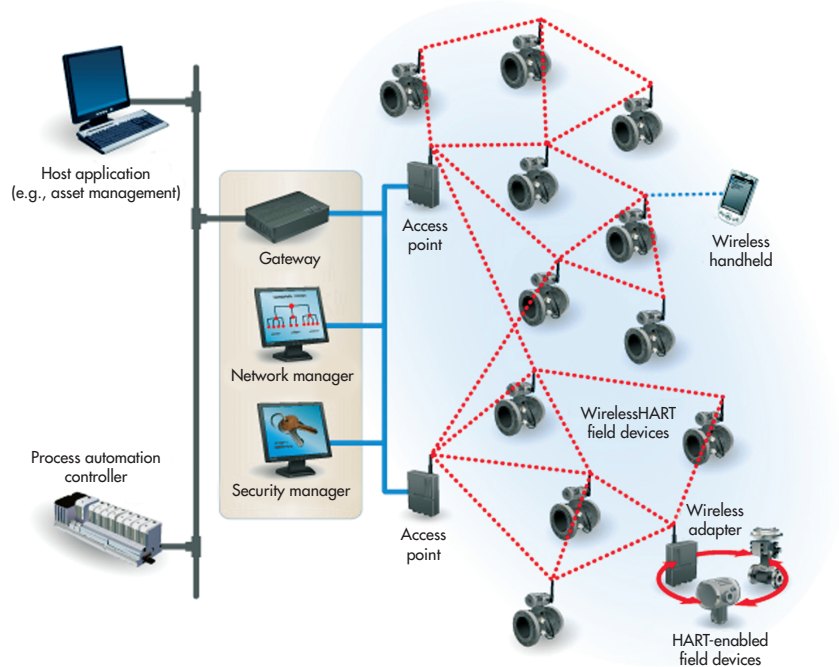 Host application
(e.g., asset management)
Gateway
Access
point
Wireless
handheld
Network manager
WirelessHART
field devices
Process automation
controller
Security manager
Access
point
Wireless
adapter
HART-enabled
field devices